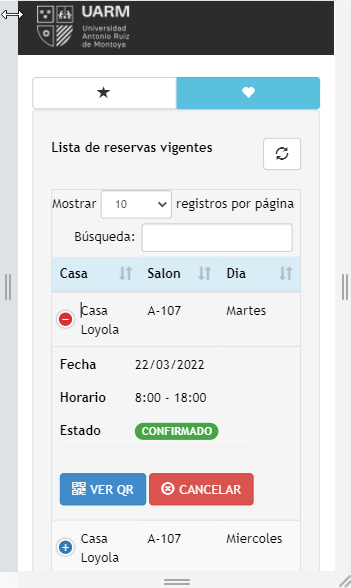 UARM
Universidad
Antonio Ruiz
de Montoya
Lista de reservas vigentes
Mostrar 10 registros por página
Búsqueda:
Casa Salon Dia
Casa Loyola A-107 Martes
Fecha 22/03/2022
Horario 8:00 - 18:00
Estado CONFIRMADO
VER QR CANCELAR
Casa Loyola A-107 Miercoles